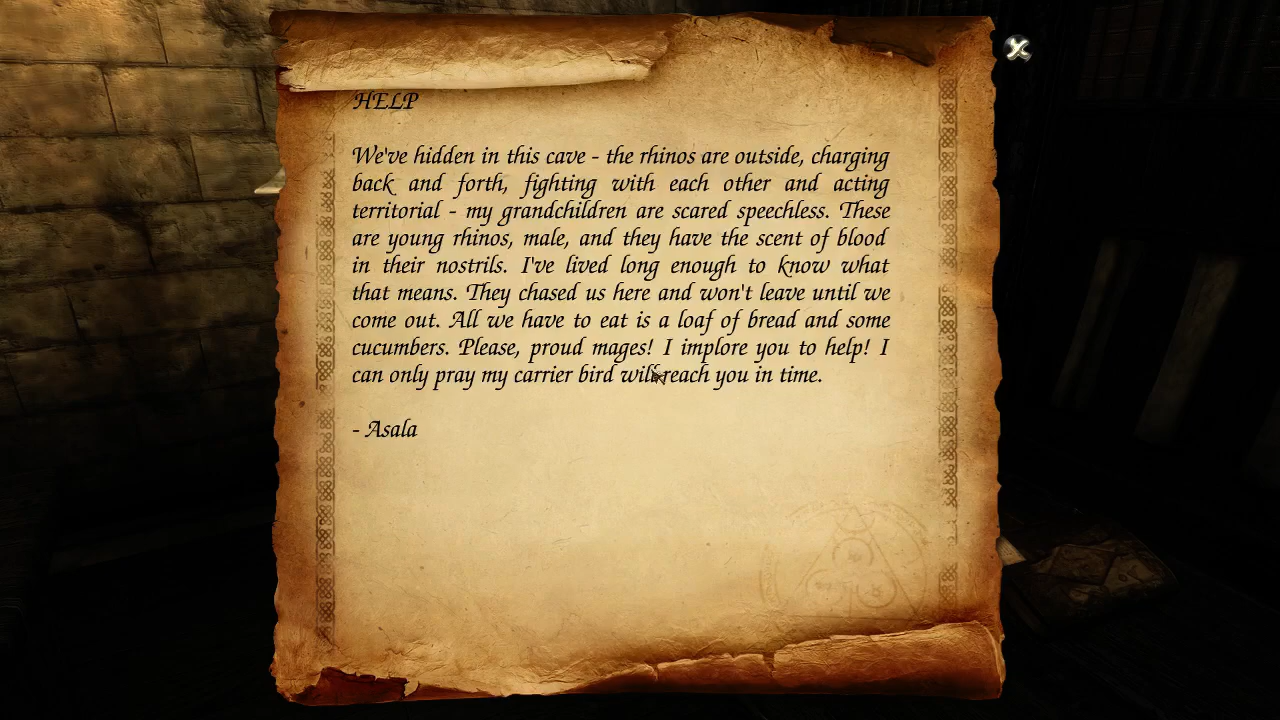 HELP
We've hidden in this cave - the rhinos are outside, charging
back and forth, fighting with each other and acting
territorial - my grandchildren are scared speechless. These
are young rhinos, male, and they have the scent of blood
in their nostrils. I've lived long enough to know what
that means. They chased us here and won't leave until we
come out. All we have to eat is a loaf of bread and some
cucumbers. Please, proud mages! I implore you to help! I
can only pray my carrier bird will reach you in time.
- Asala